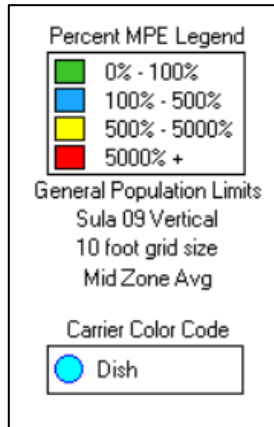 Percent MPE Legend
0% - 100%
100% - 500%
500% - 5000%
5000% +
General Population Limits
Sula 09 Vertical
10 foot grid size
Mid Zone Avg
Carrier Color Code
Dish